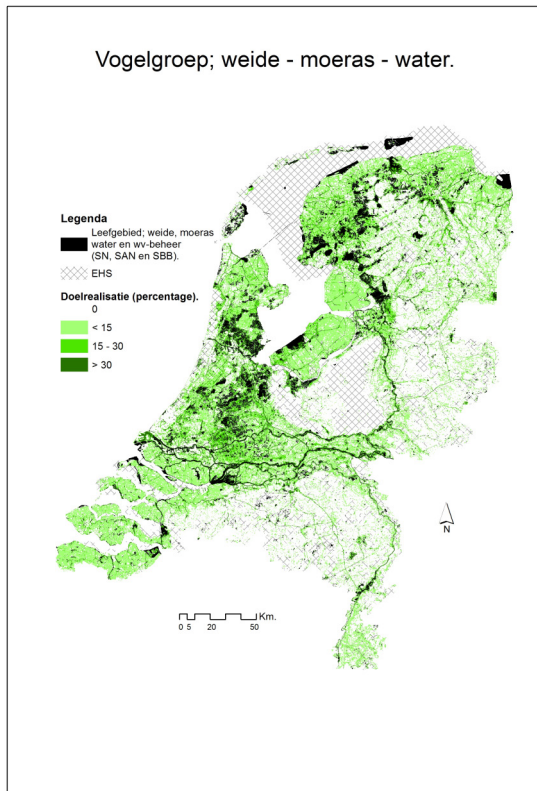 Vogelgroep; weide - moeras - water.
Legenda
Leefgebied; weide, moeras
water en wv-beheer
(SN, SAN en SBB).
EHS
Doelrealisatie (percentage).
0
< 15
15 - 30
> 30
N
Km.
0 5 20 50